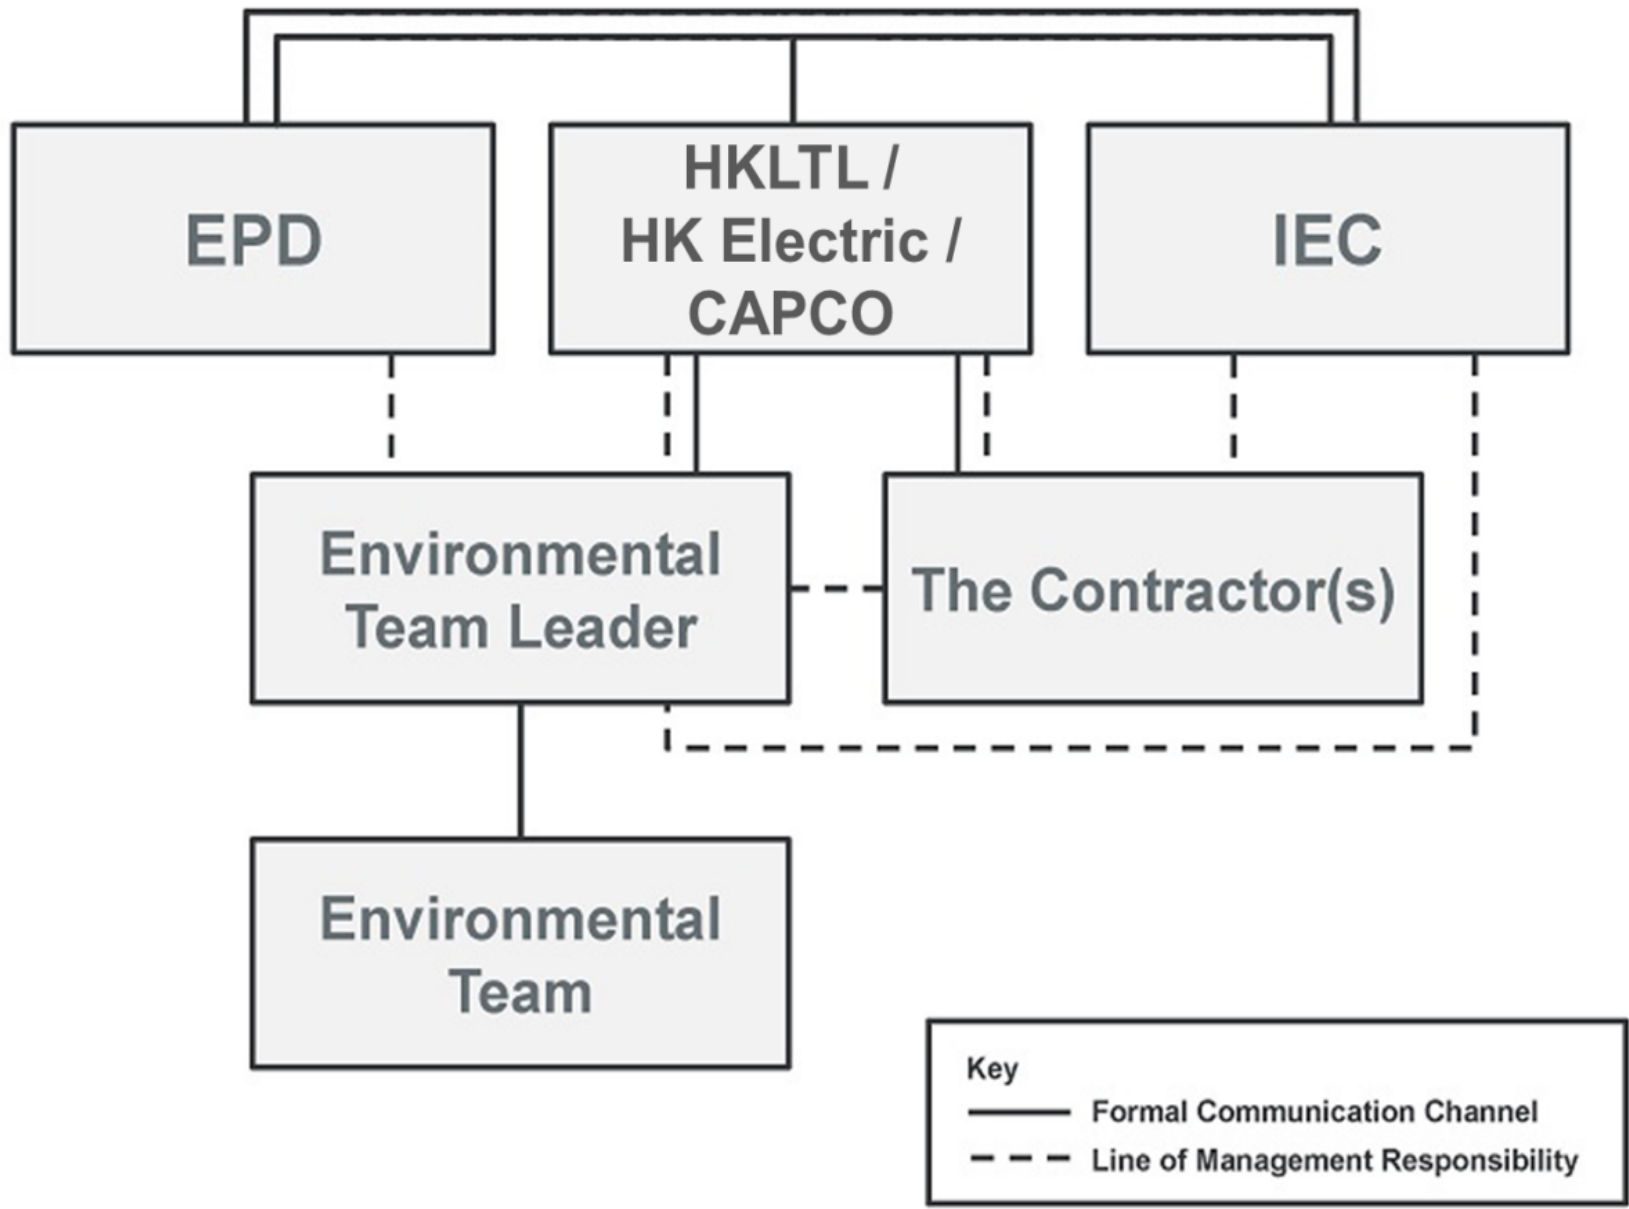 EPD
HKLTL /
HK Electric /
CAPCO
IEC
Environmental
Team Leader
The Contractor(s)
Environmental
Team
Key
Formal Communication Channel
Line of Management Responsibility